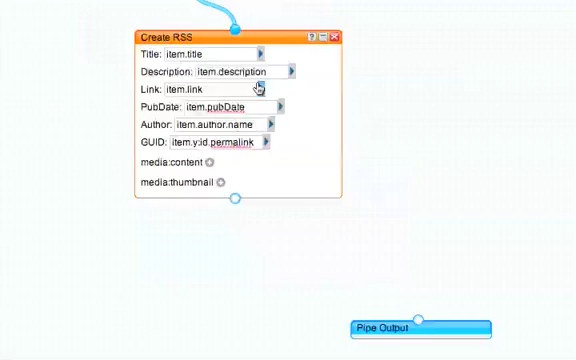 Create RSS
Title: item.title
Description: item.description
Link: item.link
PubDate: item.pubDate
Author: item.author.name
GUID: item.y:id.permalink
media:content
media:thumbnail
Pipe Output